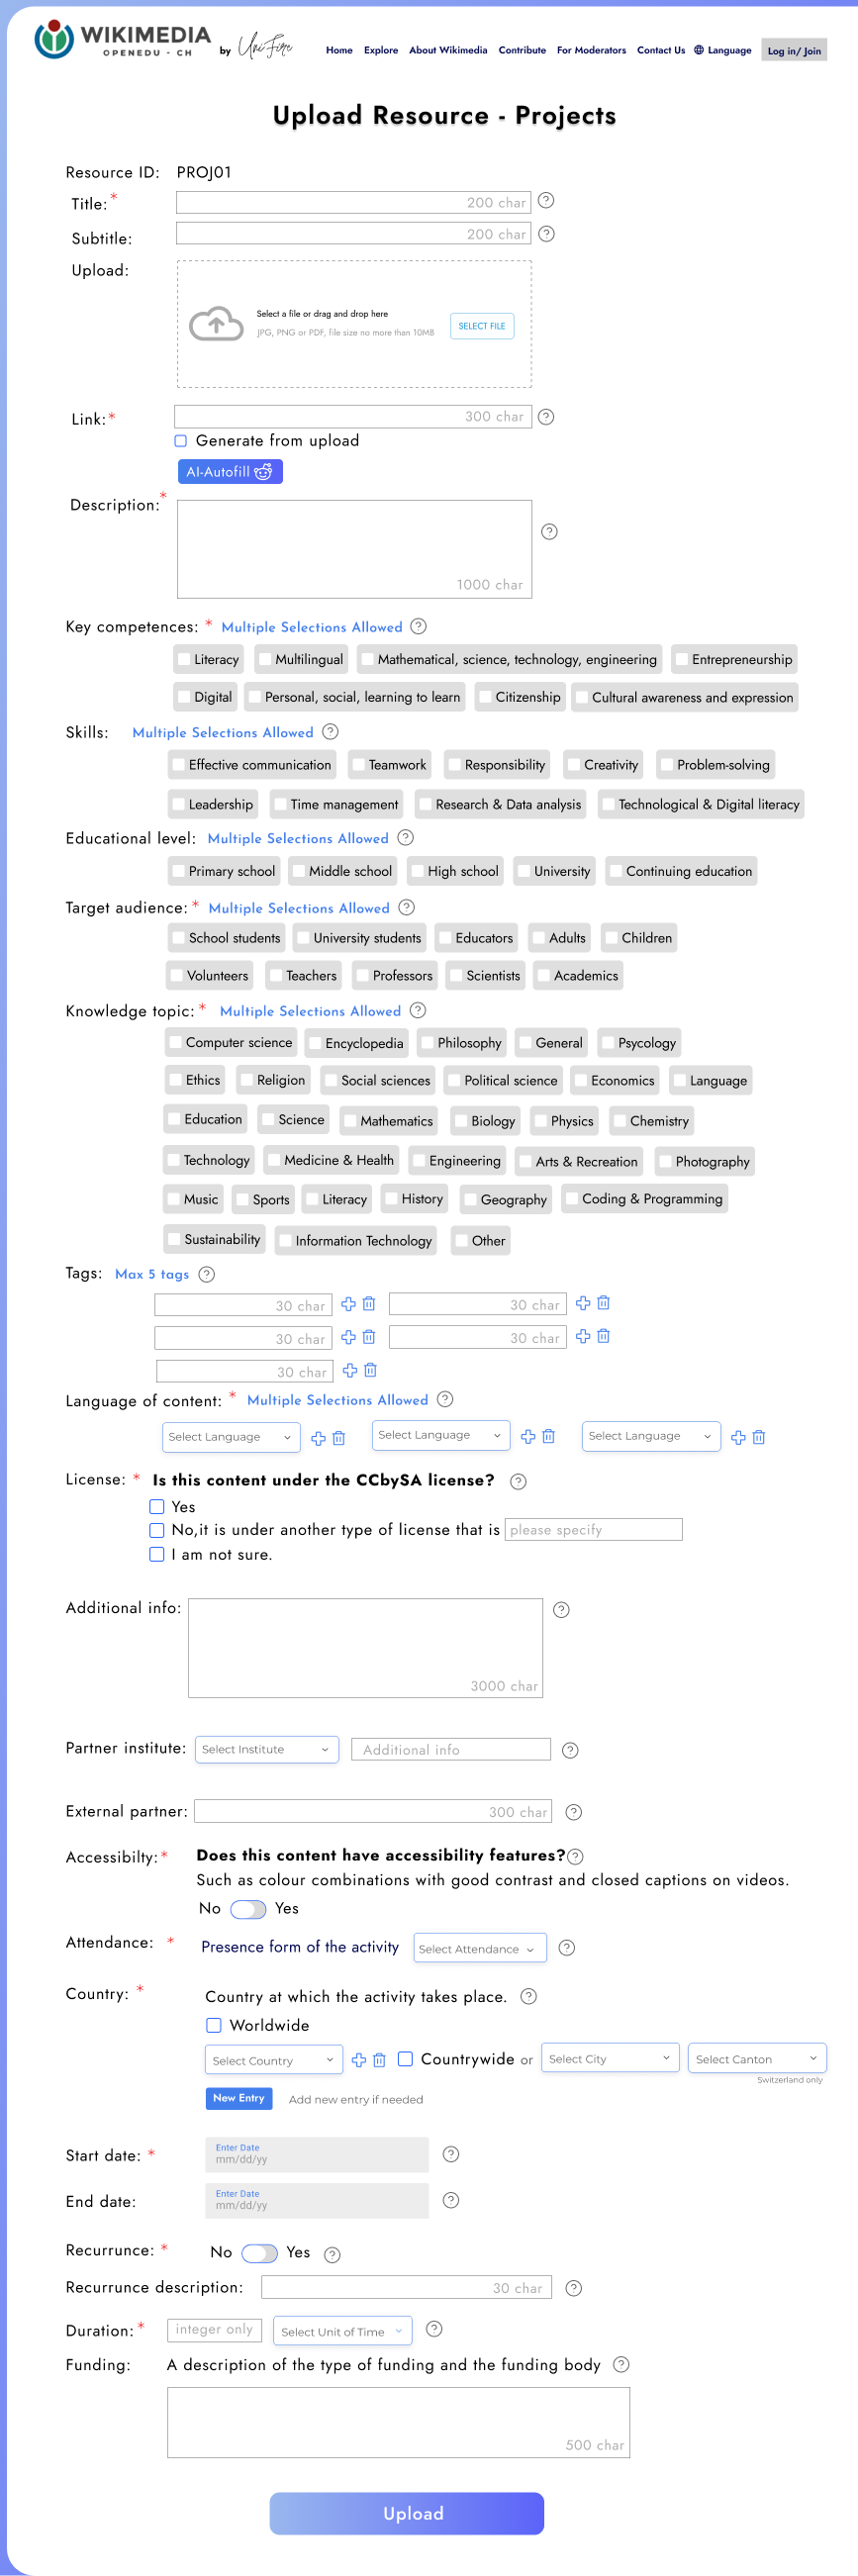 WIKIMEDIA
OPENEDU - CH
by UniFire
Home Explore About Wikimedia Contribute For Moderators Contact Us Language Log in/ Join
Upload Resource - Projects
Resource ID: PROJ01
Title:* 200 char ?
Subtitle: 200 char ?
Upload:
Select a file or drag and drop here
JPG, PNG or PDF, file size no more than 10MB
SELECT FILE
Link:* 300 char ?
Generate from upload
AI-Autofill
Description:* ?
1000 char
Key competences: * Multiple Selections Allowed ?
Literacy Multilingual Mathematical, science, technology, engineering Entrepreneurship
Digital Personal, social, learning to learn Citizenship Cultural awareness and expression
Skills: Multiple Selections Allowed ?
Effective communication Teamwork Responsibility Creativity Problem-solving
Leadership Time management Research & Data analysis Technological & Digital literacy
Educational level: Multiple Selections Allowed ?
Primary school Middle school High school University Continuing education
Target audience: * Multiple Selections Allowed ?
School students University students Educators Adults Children
Volunteers Teachers Professors Scientists Academics
Knowledge topic: * Multiple Selections Allowed ?
Computer science Encyclopedia Philosophy General Psycology
Ethics Religion Social sciences Political science Economics Language
Education Science Mathematics Biology Physics Chemistry
Technology Medicine & Health Engineering Arts & Recreation Photography
Music Sports Literacy History Geography Coding & Programming
Sustainability Information Technology Other
Tags: Max 5 tags ?
30 char 30 char
30 char 30 char
30 char
Language of content: * Multiple Selections Allowed ?
Select Language Select Language Select Language
License: * Is this content under the CCbySA license? ?
Yes
No,it is under another type of license that is please specify
I am not sure.
Additional info: ?
3000 char
Partner institute: Select Institute Additional info ?
External partner: 300 char ?
Accessibilty:* Does this content have accessibility features? ?
Such as colour combinations with good contrast and closed captions on videos.
No Yes
Attendance: * Presence form of the activity Select Attendance ?
Country: * Country at which the activity takes place. ?
Worldwide
Select Country Countrywide or Select City Select Canton
Switzerland only
New Entry Add new entry if needed
Start date: * Enter Date ?
mm/dd/yy
End date: Enter Date ?
mm/dd/yy
Recurrunce: * No Yes ?
Recurrunce description: 30 char ?
Duration: * integer only Select Unit of Time ?
Funding: A description of the type of funding and the funding body ?
500 char
Upload